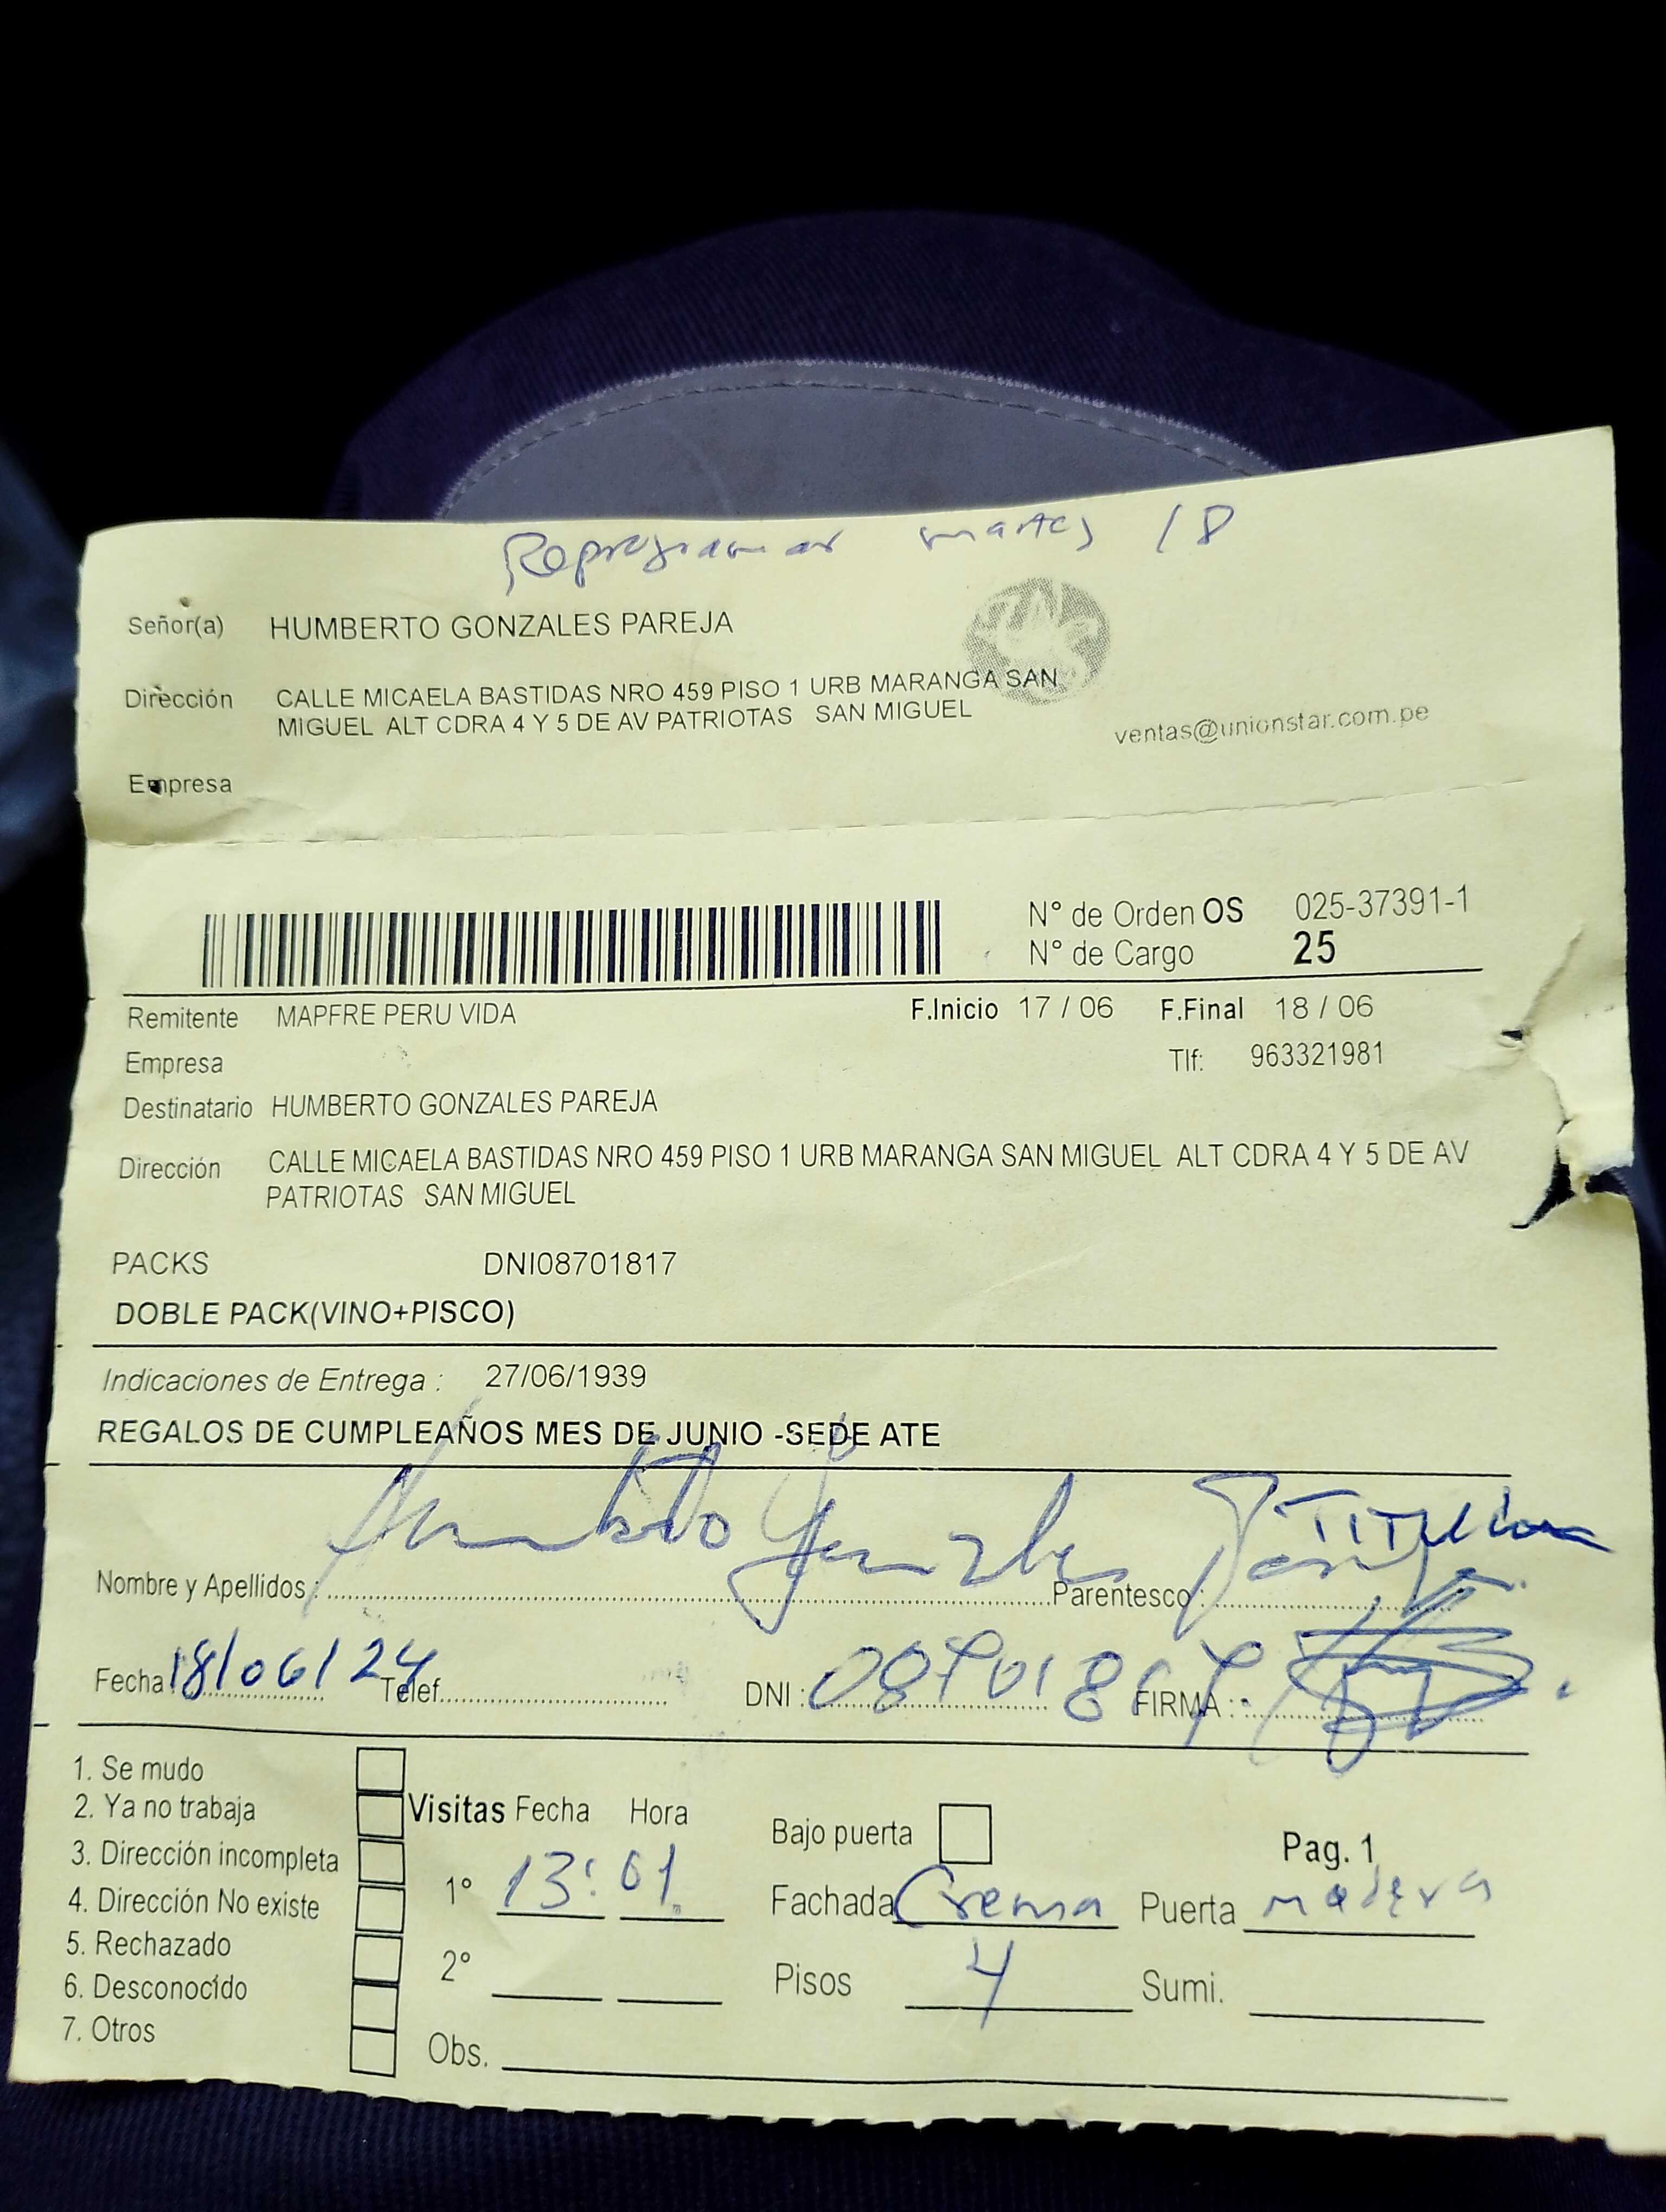 Reprogramar martes 18
Señor(a) HUMBERTO GONZALES PAREJA
Dirección CALLE MICAELA BASTIDAS NRO 459 PISO 1 URB MARANGA SAN
MIGUEL ALT CDRA 4 Y 5 DE AV PATRIOTAS SAN MIGUEL
ventas@unionstar.com.pe
Empresa
N° de Orden OS 025-37391-1
N° de Cargo 25
Remitente MAPFRE PERU VIDA F.Inicio 17 / 06 F.Final 18 / 06
Empresa Tlf: 963321981
Destinatario HUMBERTO GONZALES PAREJA
Dirección CALLE MICAELA BASTIDAS NRO 459 PISO 1 URB MARANGA SAN MIGUEL ALT CDRA 4 Y 5 DE AV
PATRIOTAS SAN MIGUEL
PACKS DNI08701817
DOBLE PACK(VINO+PISCO)
Indicaciones de Entrega : 27/06/1939
REGALOS DE CUMPLEAÑOS MES DE JUNIO -SEDE ATE
Nombre y Apellidos : Humberto Gonzales Pareja Parentesco : TITULAR
Fecha 18/06/24 Telef. DNI : 08701817 FIRMA :
1. Se mudo
2. Ya no trabaja Visitas Fecha Hora Bajo puerta Pag. 1
3. Dirección incompleta
4. Dirección No existe 1° 13:01 Fachada Crema Puerta madera
5. Rechazado
6. Desconocido 2° Pisos 4 Sumi.
7. Otros Obs.